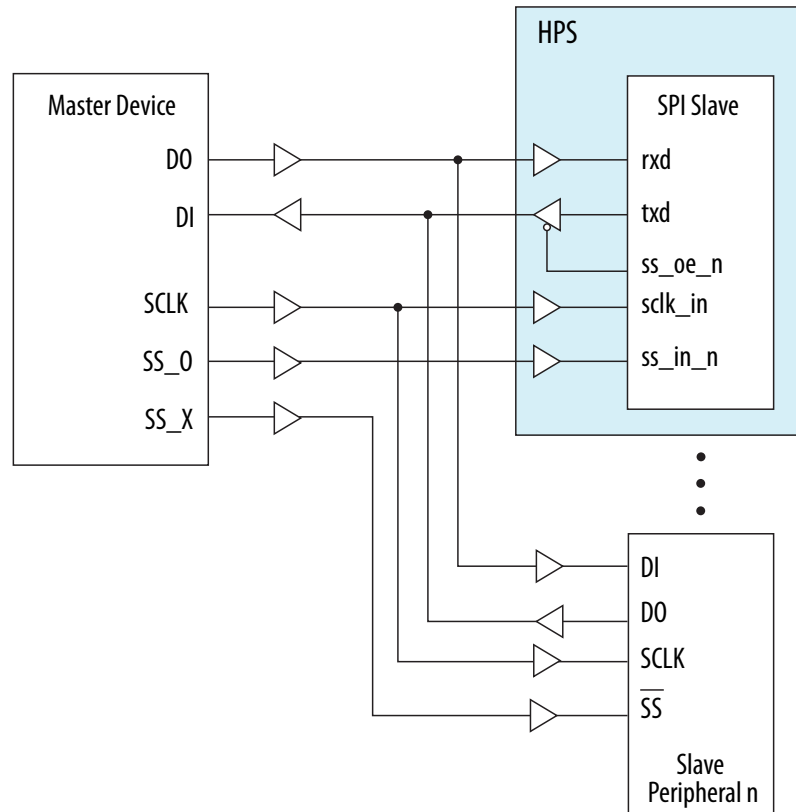 HPS
Master Device
DO
DI
SCLK
SS_0
SS_X
SPI Slave
rxd
txd
ss_oe_n
sclk_in
ss_in_n
DI
DO
SCLK
SS
Slave
Peripheral n